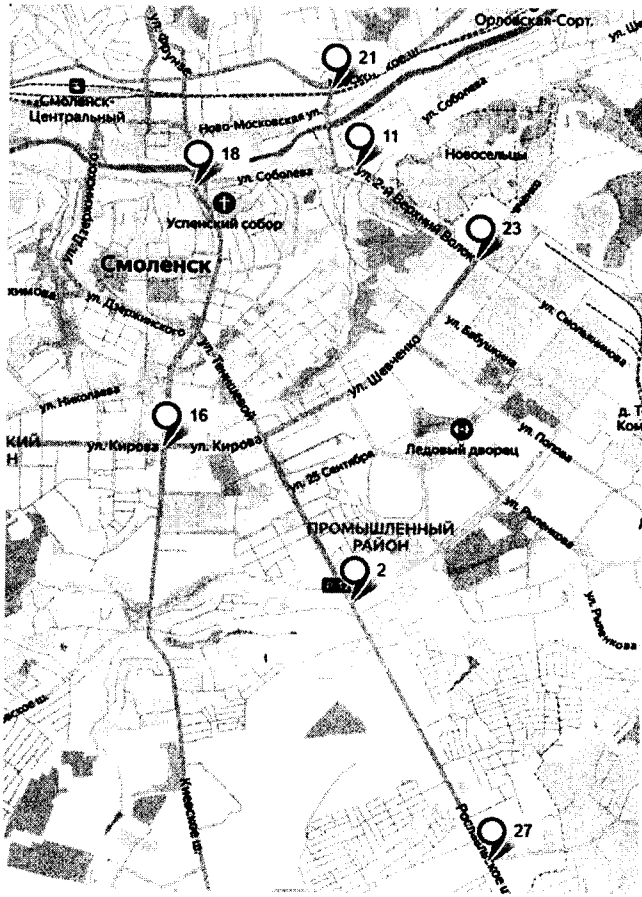 Орловская-Сорт.
ул. Фрунзе
21
Смоленск-
Центральный
Ново-Московская ул.
ул. Соболева
11
18
ул. Соболева
Новосельцы
ул. 2-й Верхний Волок
Успенский собор
23
ул. Дзержинского
Смоленск
ул. Дзержинского
ул. Смольянинова
ул. Бабушкина
ул. Тенишевой
ул. Шевченко
ул. Николаева
16
ул. Кирова
ул. Кирова
Ледовый дворец
ул. Попова
ул. 25 Сентября
ул. Рыленкова
ПРОМЫШЛЕННЫЙ
РАЙОН
2
ул. Рыленкова
Киевское ш.
27